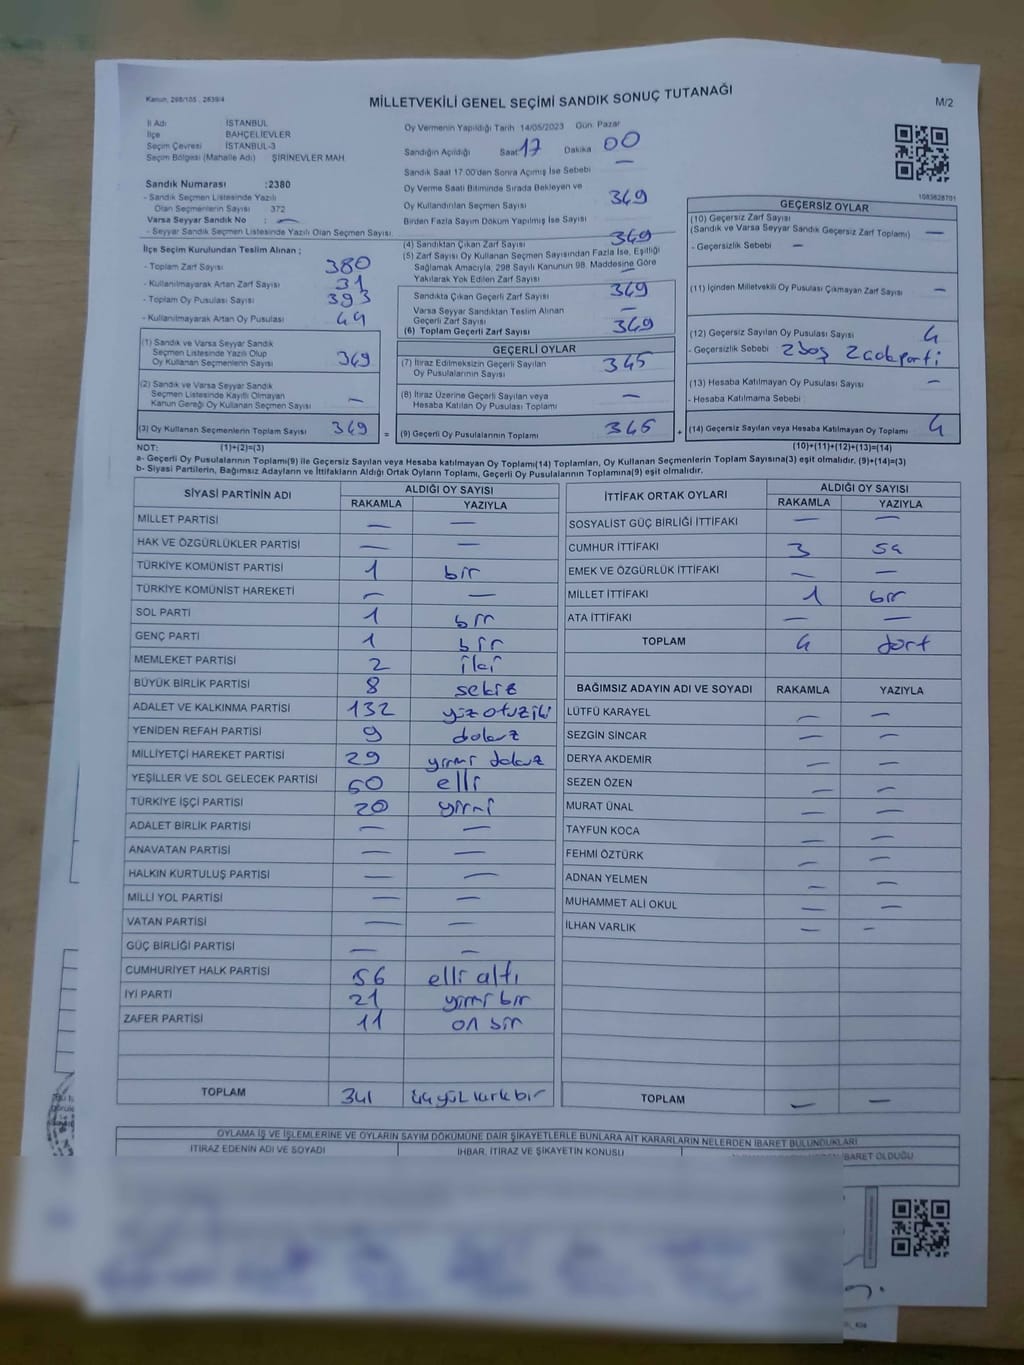 Kanun, 298/105 , 2839/4
MİLLETVEKİLİ GENEL SEÇİMİ SANDIK SONUÇ TUTANAĞI
M/2
İl Adı İSTANBUL
İlçe BAHÇELİEVLER
Seçim Çevresi İSTANBUL-3
Seçim Bölgesi (Mahalle Adı) ŞİRİNEVLER MAH.
Sandık Numarası :2380
- Sandık Seçmen Listesinde Yazılı
Olan Seçmenlerin Sayısı 372
Varsa Seyyar Sandık No : —
- Seyyar Sandık Seçmen Listesinde Yazılı Olan Seçmen Sayısı
İlçe Seçim Kurulundan Teslim Alınan ;
- Toplam Zarf Sayısı 380
- Kullanılmayarak Artan Zarf Sayısı 31
- Toplam Oy Pusulası Sayısı 393
- Kullanılmayarak Artan Oy Pusulası 44
(1) Sandık ve Varsa Seyyar Sandık
Seçmen Listesinde Yazılı Olup
Oy Kullanan Seçmenlerin Sayısı 349
(2) Sandık ve Varsa Seyyar Sandık
Seçmen Listesinde Kayıtlı Olmayan
Kanun Gereği Oy Kullanan Seçmen Sayısı —
(3) Oy Kullanan Seçmenlerin Toplam Sayısı 349
Oy Vermenin Yapıldığı Tarih 14/05/2023 Gün Pazar
Sandığın Açıldığı Saat 17 Dakika 00
Sandık Saat 17.00'den Sonra Açımış İse Sebebi —
Oy Verme Saati Bitiminde Sırada Bekleyen ve
Oy Kullandırılan Seçmen Sayısı 349
Birden Fazla Sayım Döküm Yapılmış İse Sayısı —
(4) Sandıktan Çıkan Zarf Sayısı 349
(5) Zarf Sayısı Oy Kullanan Seçmen Sayısından Fazla İse, Eşitliği
Sağlamak Amacıyla, 298 Sayılı Kanunun 98. Maddesine Göre
Yakılarak Yok Edilen Zarf Sayısı —
Sandıkta Çıkan Geçerli Zarf Sayısı 349
Varsa Seyyar Sandıktan Teslim Alınan
Geçerli Zarf Sayısı —
(6) Toplam Geçerli Zarf Sayısı 349
GEÇERLİ OYLAR
(7) İtiraz Edilmeksizin Geçerli Sayılan
Oy Pusulalarının Sayısı 345
(8) İtiraz Üzerine Geçerli Sayılan veya
Hesaba Katılan Oy Pusulası Toplamı —
= (9) Geçerli Oy Pusulalarının Toplamı 345 +
1083828701
GEÇERSİZ OYLAR
(10) Geçersiz Zarf Sayısı
(Sandık ve Varsa Seyyar Sandık Geçersiz Zarf Toplamı) —
- Geçersizlik Sebebi —
(11) İçinden Milletvekili Oy Pusulası Çıkmayan Zarf Sayısı —
(12) Geçersiz Sayılan Oy Pusulası Sayısı 4
- Geçersizlik Sebebi 2 boş 2 çok parti
(13) Hesaba Katılmayan Oy Pusulası Sayısı —
- Hesaba Katılmama Sebebi
(14) Geçersiz Sayılan veya Hesaba Katılmayan Oy Toplamı 4
NOT: (1)+(2)=(3) (10)+(11)+(12)+(13)=(14)
a- Geçerli Oy Pusulalarının Toplamı(9) ile Geçersiz Sayılan veya Hesaba katılmayan Oy Toplamı(14) Toplamları, Oy Kullanan Seçmenlerin Toplam Sayısına(3) eşit olmalıdır. (9)+(14)=(3)
b- Siyasi Partilerin, Bağımsız Adayların ve İttifakların Aldığı Ortak Oyların Toplamı, Geçerli Oy Pusulalarının Toplamına(9) eşit olmalıdır.
SİYASİ PARTİNİN ADI ALDIĞI OY SAYISI
RAKAMLA YAZIYLA
MİLLET PARTİSİ — —
HAK VE ÖZGÜRLÜKLER PARTİSİ — —
TÜRKİYE KOMÜNİST PARTİSİ 1 bir
TÜRKİYE KOMÜNİST HAREKETİ — —
SOL PARTİ 1 bir
GENÇ PARTİ 1 bir
MEMLEKET PARTİSİ 2 iki
BÜYÜK BİRLİK PARTİSİ 8 sekiz
ADALET VE KALKINMA PARTİSİ 132 yüz otuz iki
YENİDEN REFAH PARTİSİ 9 dokuz
MİLLİYETÇİ HAREKET PARTİSİ 29 yirmi dokuz
YEŞİLLER VE SOL GELECEK PARTİSİ 50 elli
TÜRKİYE İŞÇİ PARTİSİ 20 yirmi
ADALET BİRLİK PARTİSİ — —
ANAVATAN PARTİSİ — —
HALKIN KURTULUŞ PARTİSİ — —
MİLLİ YOL PARTİSİ — —
VATAN PARTİSİ — —
GÜÇ BİRLİĞİ PARTİSİ — —
CUMHURİYET HALK PARTİSİ 56 elli altı
İYİ PARTİ 21 yirmi bir
ZAFER PARTİSİ 11 on bir
TOPLAM 341 üç yüz kırk bir
İTTİFAK ORTAK OYLARI ALDIĞI OY SAYISI
RAKAMLA YAZIYLA
SOSYALİST GÜÇ BİRLİĞİ İTTİFAKI — —
CUMHUR İTTİFAKI 3
EMEK VE ÖZGÜRLÜK İTTİFAKI — —
MİLLET İTTİFAKI 1 bir
ATA İTTİFAKI — —
TOPLAM 4 dört
BAĞIMSIZ ADAYIN ADI VE SOYADI RAKAMLA YAZIYLA
LÜTFÜ KARAYEL — —
SEZGİN SİNCAR — —
DERYA AKDEMİR — —
SEZEN ÖZEN — —
MURAT ÜNAL — —
TAYFUN KOCA — —
FEHMİ ÖZTÜRK — —
ADNAN YELMEN — —
MUHAMMET ALİ OKUL — —
İLHAN VARLIK — —
TOPLAM — —
OYLAMA İŞ VE İŞLEMLERİNE VE OYLARIN SAYIM DÖKÜMÜNE DAİR ŞİKAYETLERLE BUNLARA AİT KARARLARIN NELERDEN İBARET BULUNDUKLARI
İTİRAZ EDENİN ADI VE SOYADI İHBAR, İTİRAZ VE ŞİKAYETİN KONUSU İBARET OLDUĞU